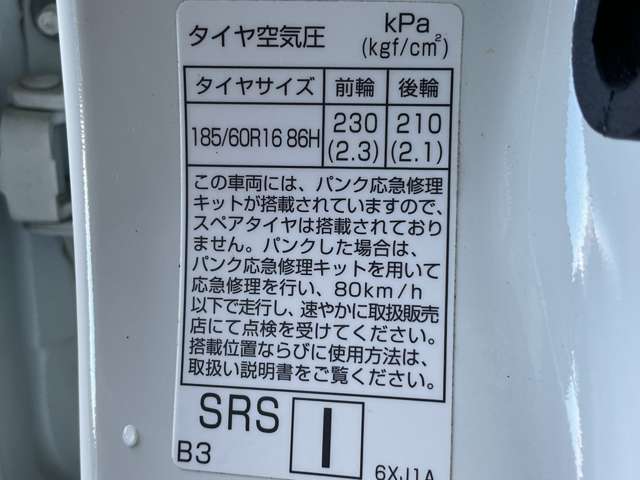 タイヤ空気圧 kPa
(kgf/cm²)
タイヤサイズ 前輪 後輪
185/60R16 86H 230 210
(2.3) (2.1)
この車両には、パンク応急修理
キットが搭載されていますので、
スペアタイヤは搭載されており
ません。パンクした場合は、
パンク応急修理キットを用いて
応急修理を行い、80km/h
以下で走行し、速やかに取扱販売
店にて点検を受けてください。
搭載位置ならびに使用方法は、
取扱い説明書をご覧ください。
SRS I
B3 6XJ1A